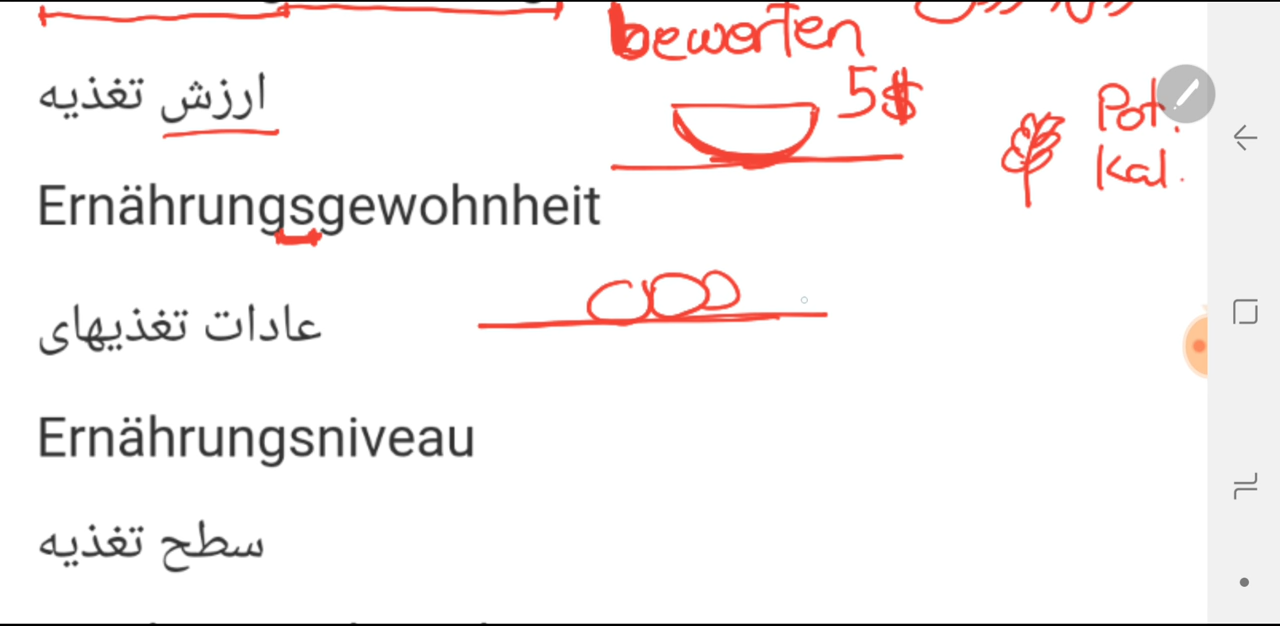 bewerten
5$
ارزش تغذیه
Pot.
Kal.
Ernährungsgewohnheit
عادات تغذیهای
Ernährungsniveau
سطح تغذیه